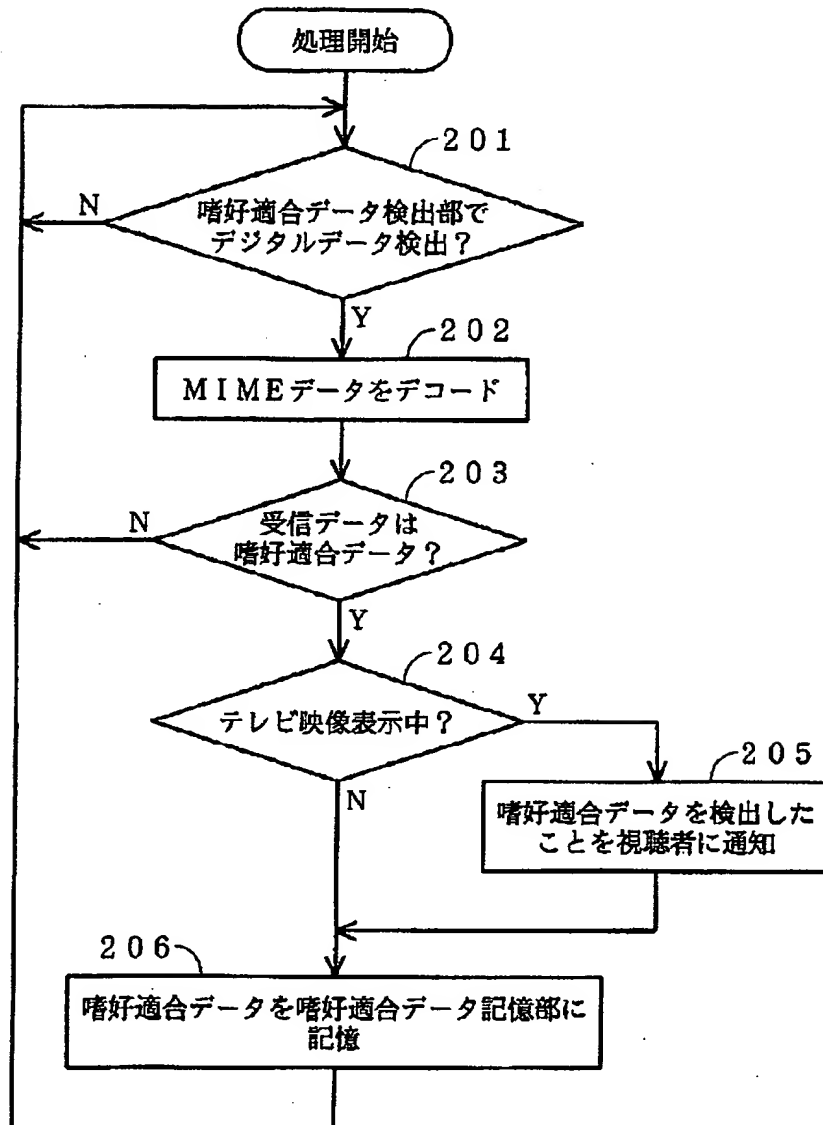 処理開始
201
嗜好適合データ検出部で
デジタルデータ検出?
N
Y
202
MIMEデータをデコード
203
受信データは
嗜好適合データ?
N
Y
204
テレビ映像表示中?
Y
N
205
嗜好適合データを検出した
ことを視聴者に通知
206
嗜好適合データを嗜好適合データ記憶部に
記憶